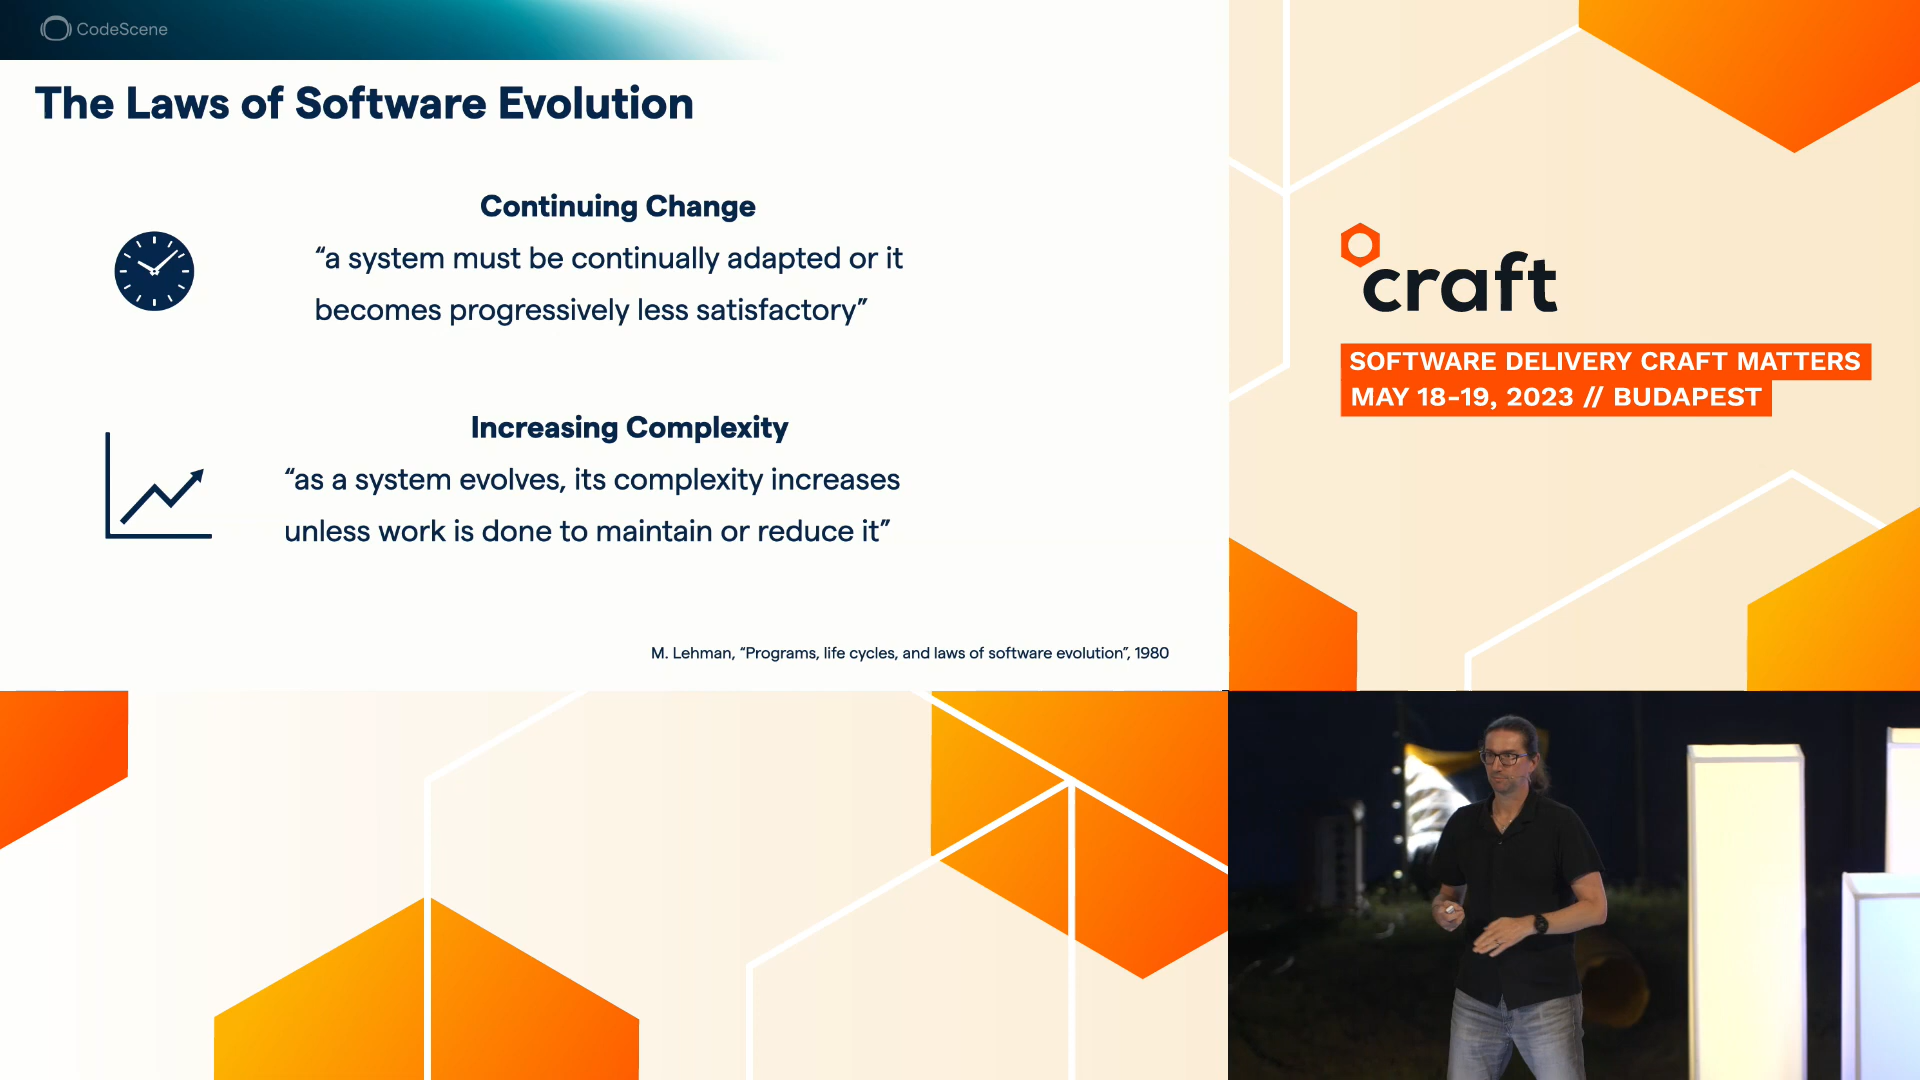 CodeScene
The Laws of Software Evolution
Continuing Change
“a system must be continually adapted or it
becomes progressively less satisfactory”
Increasing Complexity
“as a system evolves, its complexity increases
unless work is done to maintain or reduce it”
M. Lehman, “Programs, life cycles, and laws of software evolution”, 1980
craft
SOFTWARE DELIVERY CRAFT MATTERS
MAY 18-19, 2023 // BUDAPEST